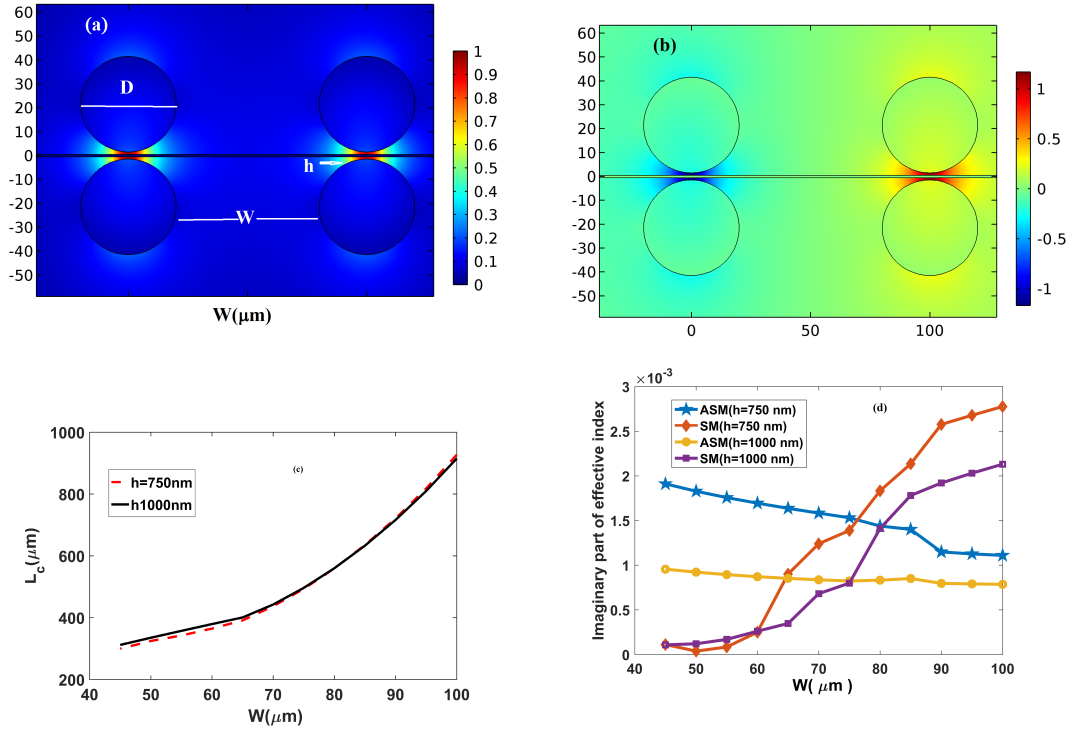 (a)
60
50
40
30
20
10
0
-10
-20
-30
-40
-50
D
h
W
W(μm)
1
0.9
0.8
0.7
0.6
0.5
0.4
0.3
0.2
0.1
0
(b)
60
50
40
30
20
10
0
-10
-20
-30
-40
-50
0 50 100
1
0.5
0
-0.5
-1
(c)
1000
800
600
400
200
L_c(μm)
h=750nm
h1000nm
40 50 60 70 80 90 100
W(μm)
×10^-3
(d)
3
2.5
2
1.5
1
0.5
0
Imaginary part of effective index
ASM(h=750 nm)
SM(h=750 nm)
ASM(h=1000 nm)
SM(h=1000 nm)
40 50 60 70 80 90 100
W( μm )